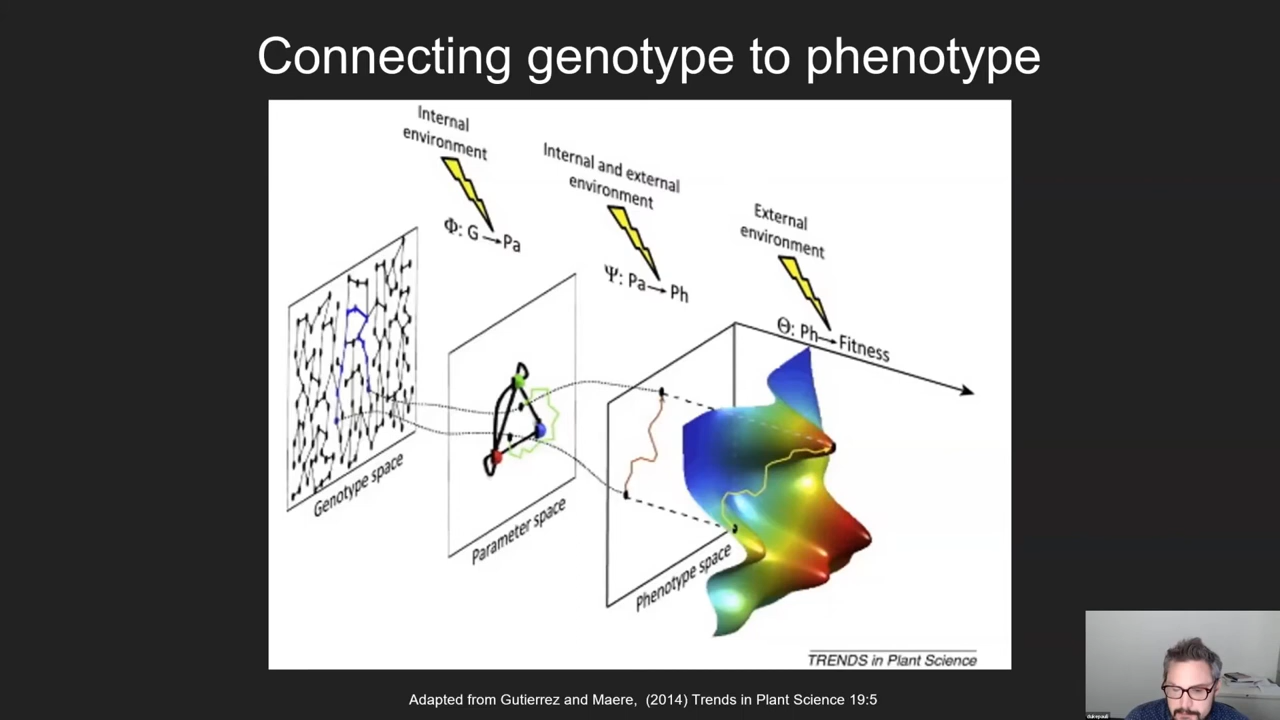 Connecting genotype to phenotype
Internal
environment
Φ: G → Pa
Internal and external
environment
Ψ: Pa → Ph
External
environment
Θ: Ph → Fitness
Genotype space
Parameter space
Phenotype space
TRENDS in Plant Science
Adapted from Gutierrez and Maere, (2014) Trends in Plant Science 19:5